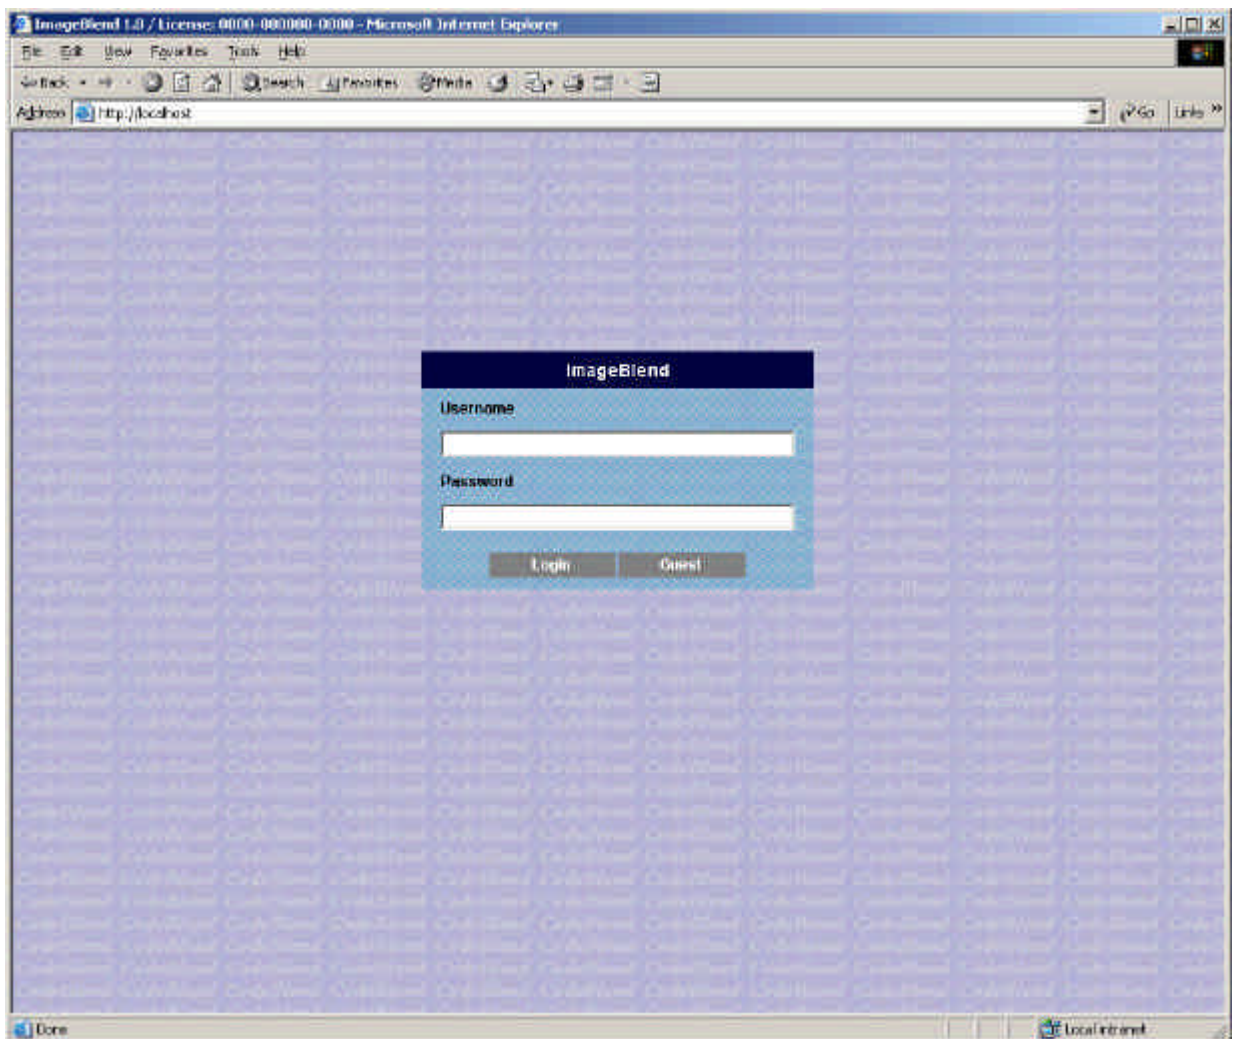 ImageBlend 1.0 / License: 0000-000000-0000 - Microsoft Internet Explorer
File Edit View Favorites Tools Help
Back Search Favorites Media
Address http://localhost Go Links »
ImageBlend
Username
Password
Login Guest
Done Local intranet